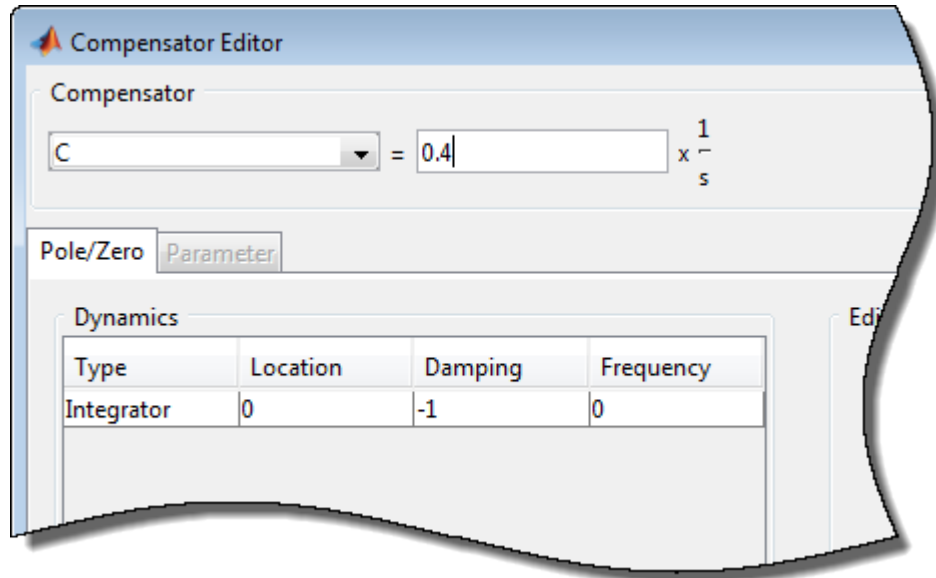 Compensator Editor
Compensator
C = 0.4 x 1
s
Pole/Zero Parameter
Dynamics
Type Location Damping Frequency
Integrator 0 -1 0